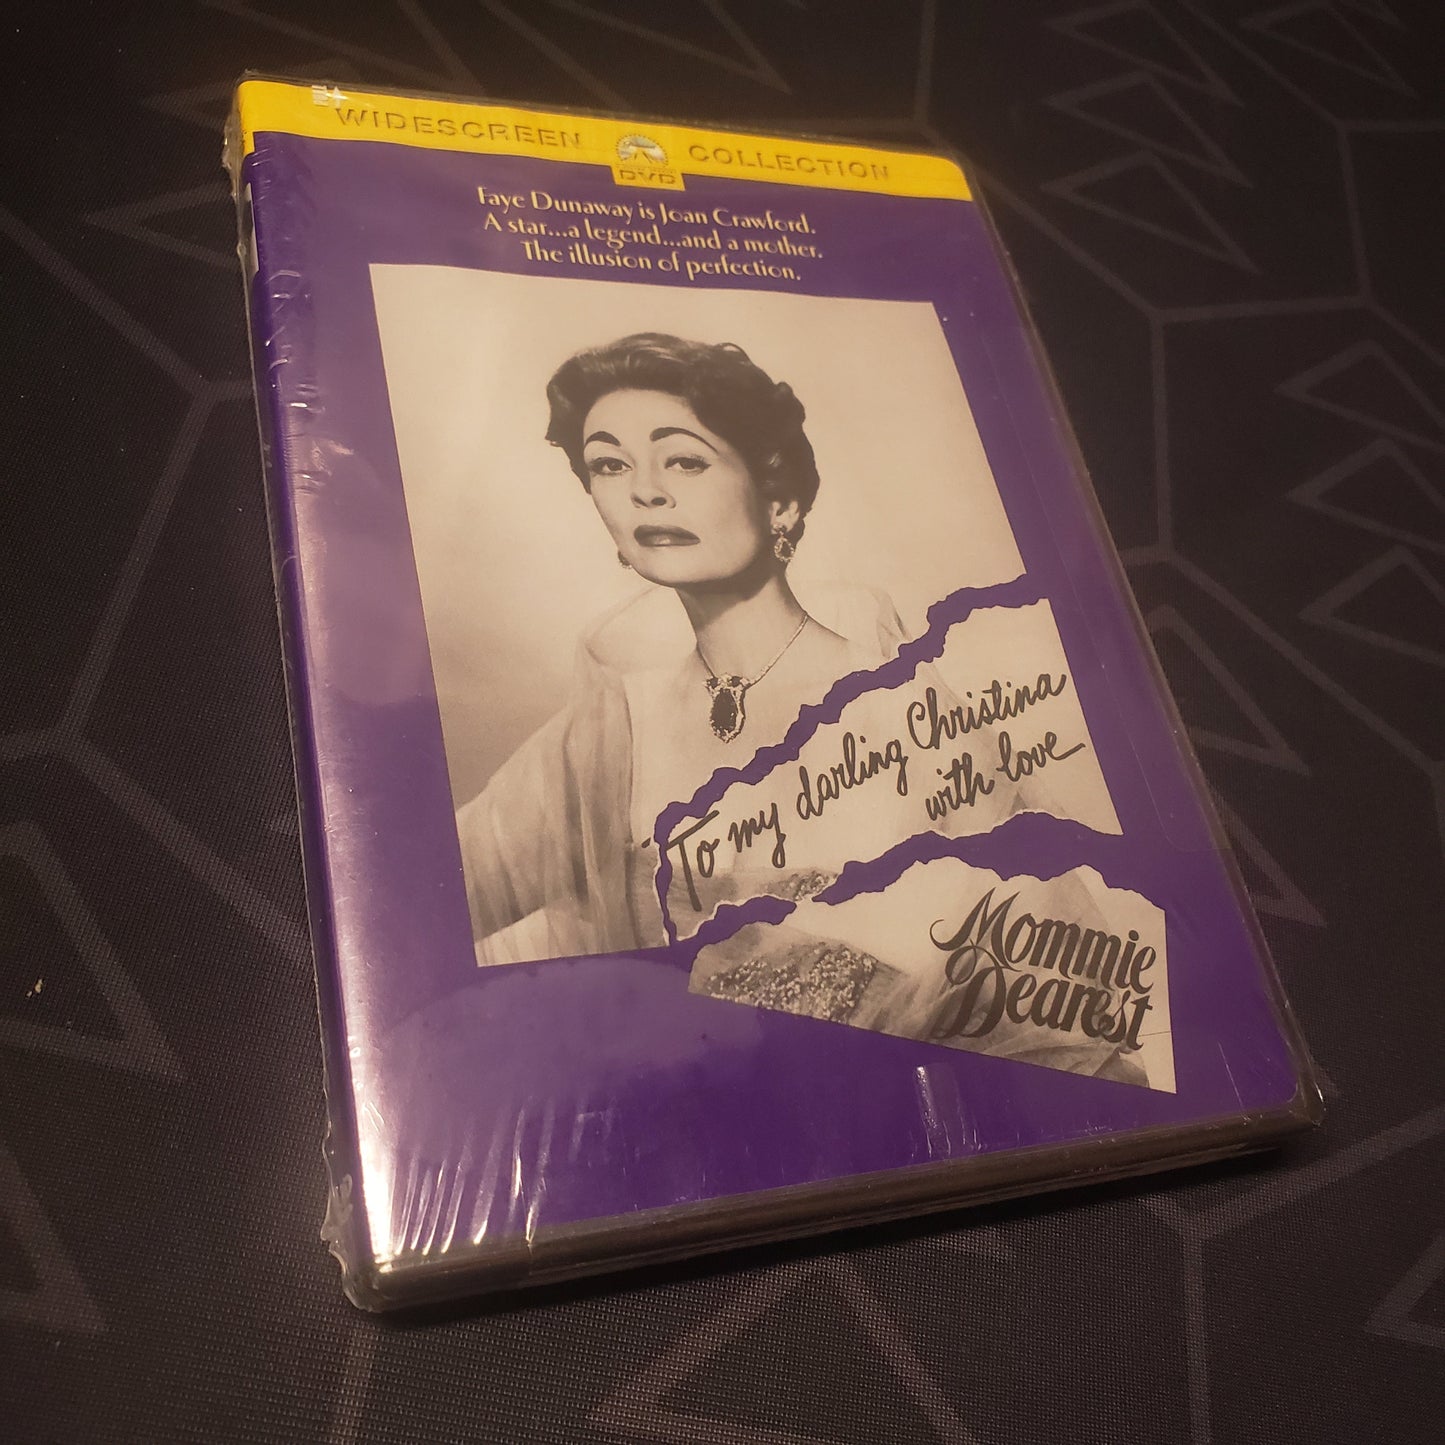 WIDESCREEN DVD COLLECTION
Faye Dunaway is Joan Crawford.
A star...a legend...and a mother.
The illusion of perfection.
To my darling Christina
with love
Mommie
Dearest